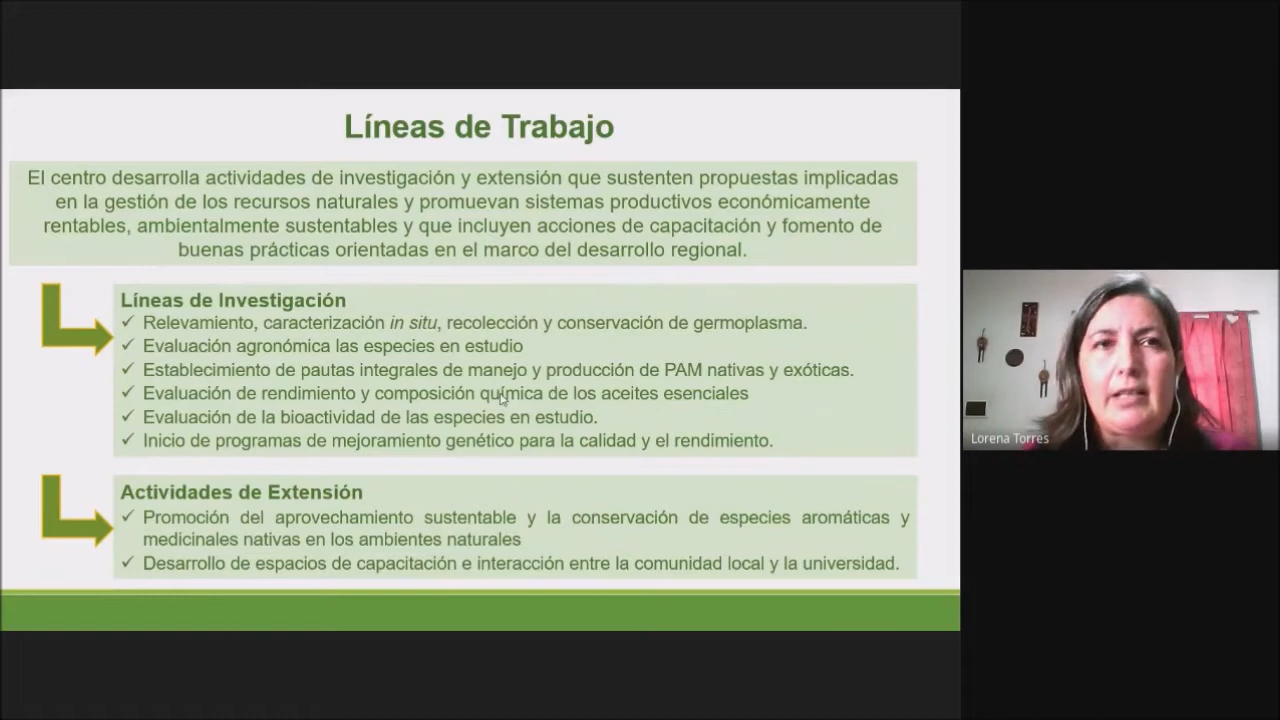 Líneas de Trabajo
El centro desarrolla actividades de investigación y extensión que sustenten propuestas implicadas
en la gestión de los recursos naturales y promuevan sistemas productivos económicamente
rentables, ambientalmente sustentables y que incluyen acciones de capacitación y fomento de
buenas prácticas orientadas en el marco del desarrollo regional.
Líneas de Investigación
✓ Relevamiento, caracterización in situ, recolección y conservación de germoplasma.
✓ Evaluación agronómica las especies en estudio
✓ Establecimiento de pautas integrales de manejo y producción de PAM nativas y exóticas.
✓ Evaluación de rendimiento y composición química de los aceites esenciales
✓ Evaluación de la bioactividad de las especies en estudio.
✓ Inicio de programas de mejoramiento genético para la calidad y el rendimiento.
Actividades de Extensión
✓ Promoción del aprovechamiento sustentable y la conservación de especies aromáticas y
medicinales nativas en los ambientes naturales
✓ Desarrollo de espacios de capacitación e interacción entre la comunidad local y la universidad.
Lorena Torres